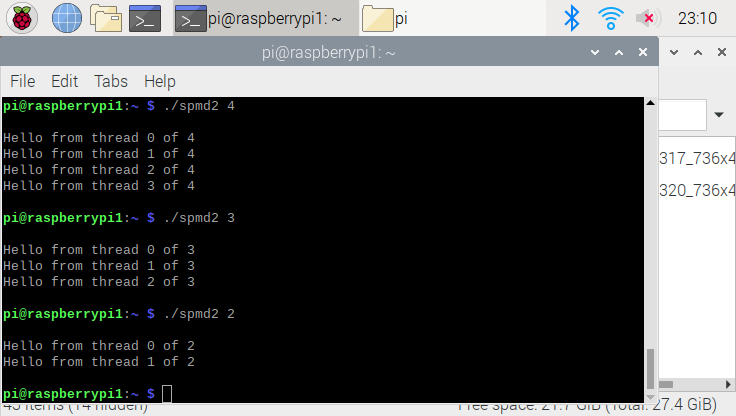 pi@raspberrypi1: ~
pi
23:10
pi@raspberrypi1: ~
File Edit Tabs Help
pi@raspberrypi1:~ $ ./spmd2 4
Hello from thread 0 of 4
Hello from thread 1 of 4
Hello from thread 2 of 4
Hello from thread 3 of 4
pi@raspberrypi1:~ $ ./spmd2 3
Hello from thread 0 of 3
Hello from thread 1 of 3
Hello from thread 2 of 3
pi@raspberrypi1:~ $ ./spmd2 2
Hello from thread 0 of 2
Hello from thread 1 of 2
pi@raspberrypi1:~ $
317_736x4
320_736x4
items (14 hidden) Free space: 21.7 GiB (Total: 27.4 GiB)